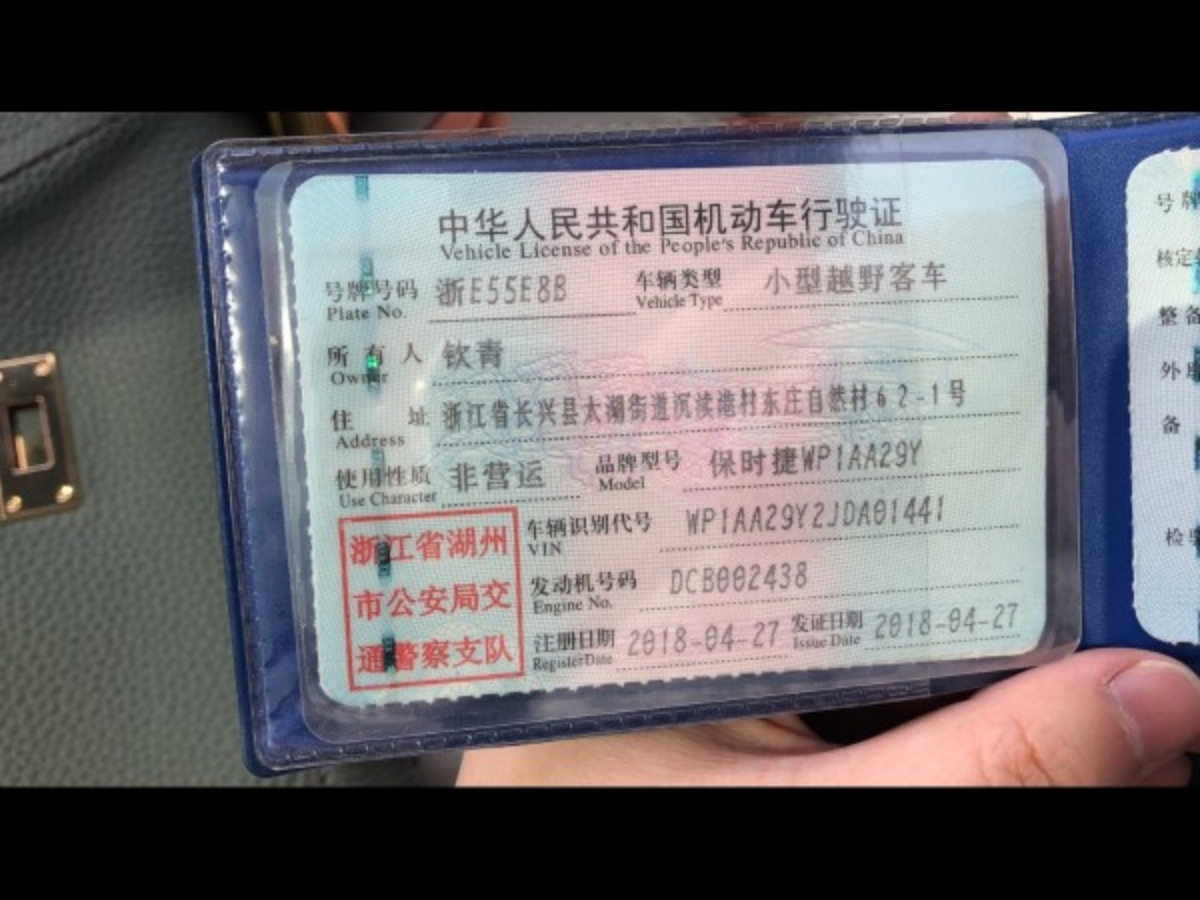 中华人民共和国机动车行驶证
Vehicle License of the People's Republic of China
号牌号码 浙E55E8B 车辆类型 小型越野客车
Plate No. Vehicle Type
所有人 钦青
Owner
住址 浙江省长兴县太湖街道沉渎港村东庄自然村62-1号
Address
使用性质 非营运 品牌型号 保时捷WP1AA29Y
Use Character Model
浙江省湖州
市公安局交
通警察支队
车辆识别代号 WP1AA29Y2JDA01441
VIN
发动机号码 DCB002438
Engine No.
注册日期 2018-04-27 发证日期 2018-04-27
Register Date Issue Date
号牌
核定
整备
外
备
检验